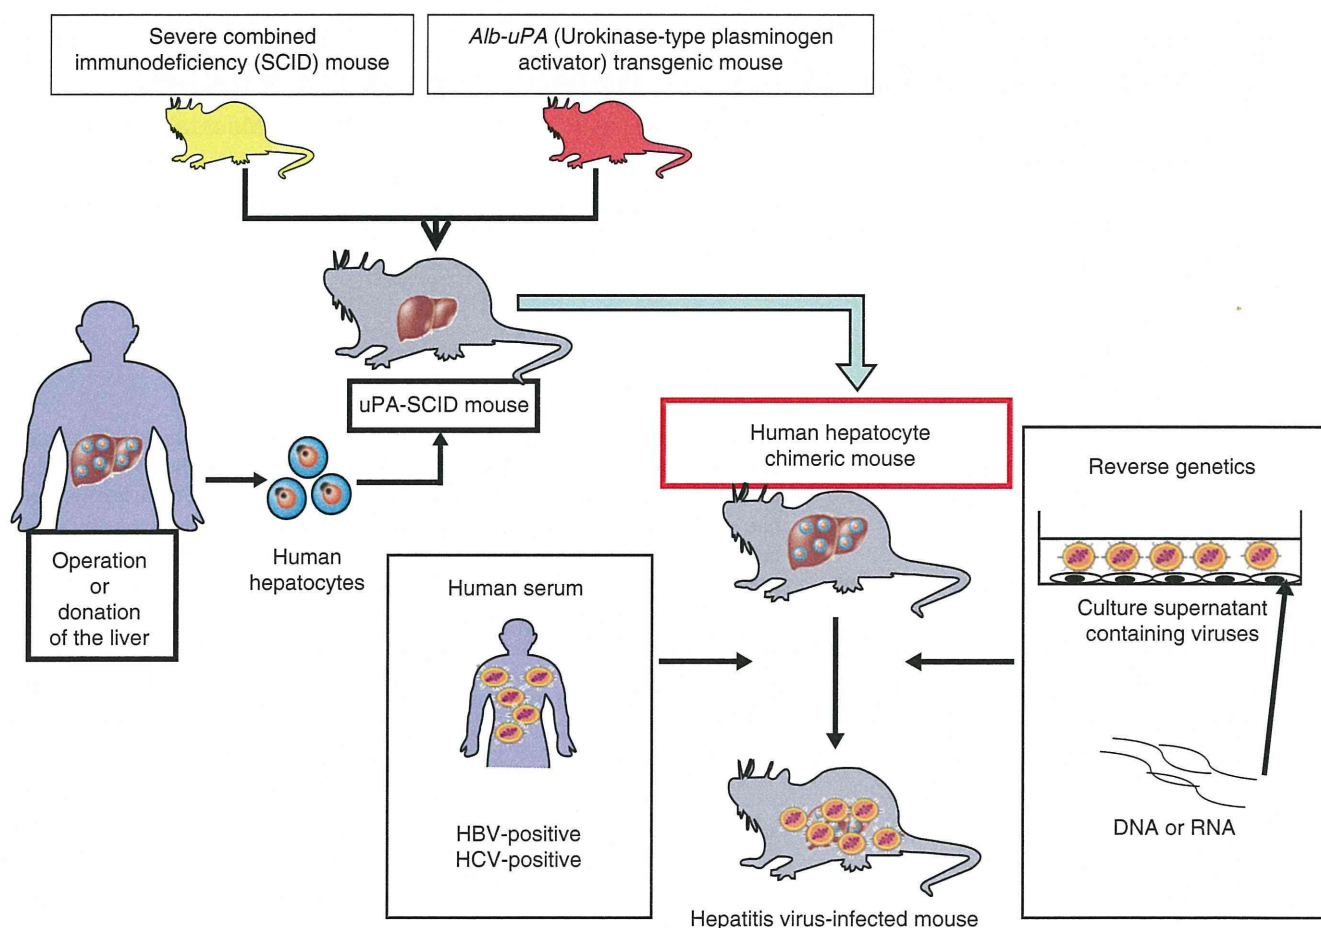 Severe combined
immunodeficiency (SCID) mouse
Alb-uPA (Urokinase-type plasminogen
activator) transgenic mouse
uPA-SCID mouse
Operation
or
donation
of the liver
Human
hepatocytes
Human hepatocyte
chimeric mouse
Human serum
HBV-positive
HCV-positive
Hepatitis virus-infected mouse
Reverse genetics
Culture supernatant
containing viruses
DNA or RNA